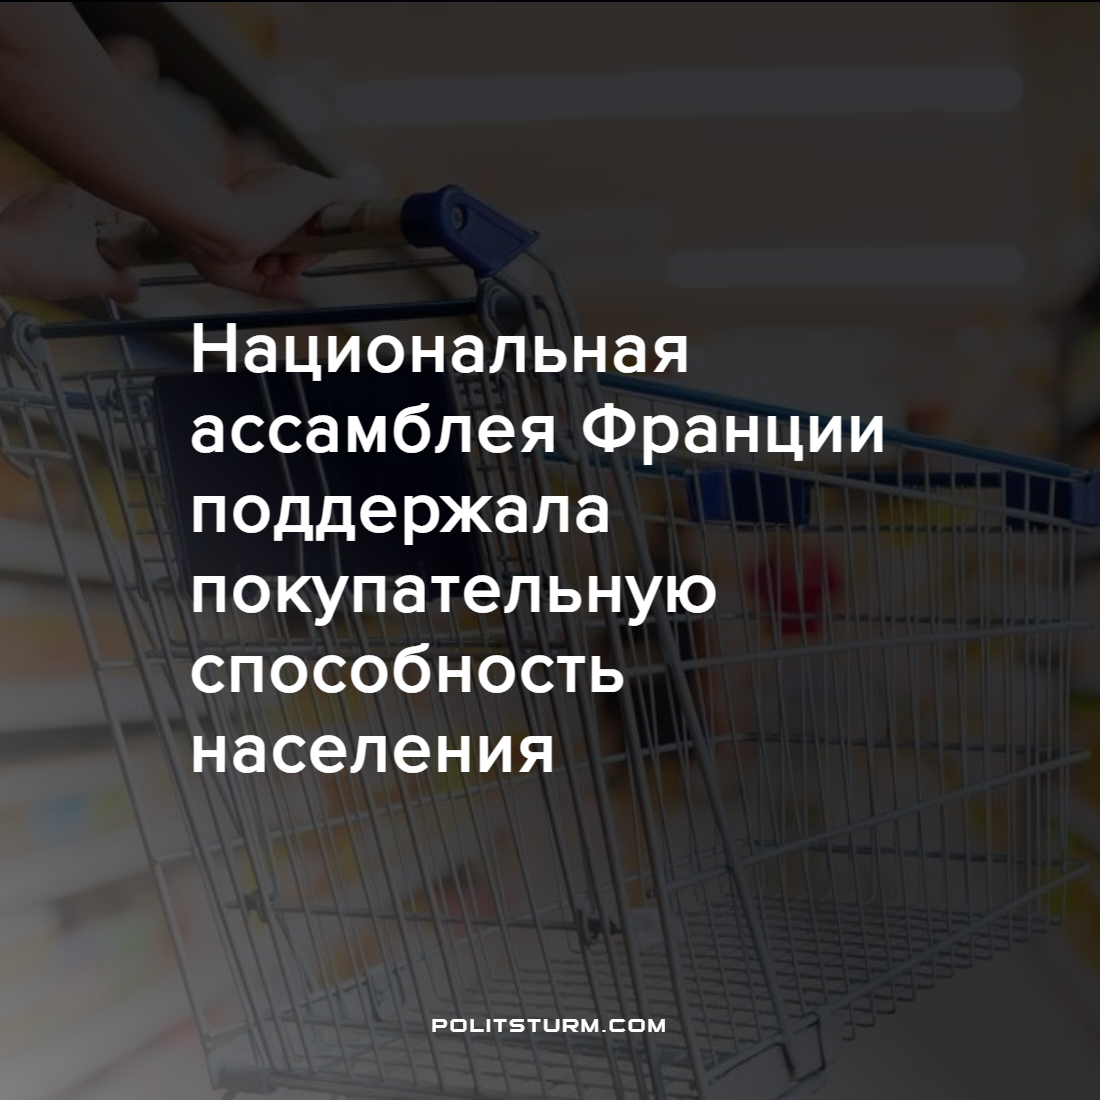 Национальная
ассамблея Франции
поддержала
покупательную
способность
населения
POLITSTURM.COM